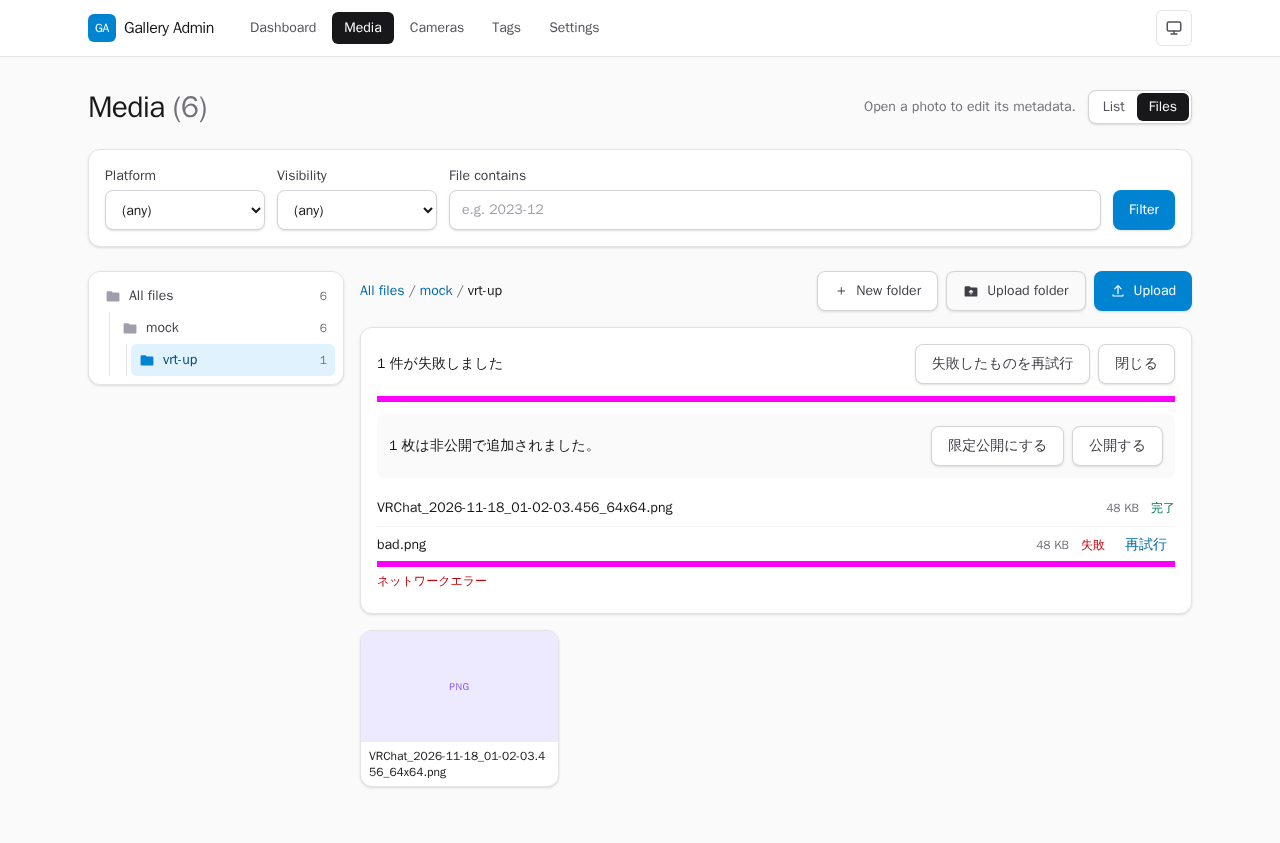 GA Gallery Admin Dashboard Media Cameras Tags Settings
Media (6)
Open a photo to edit its metadata. List Files
Platform Visibility File contains
(any) (any) e.g. 2023-12 Filter
All files 6
mock 6
vrt-up 1
All files / mock / vrt-up
New folder Upload folder Upload
1 件が失敗しました 失敗したものを再試行 閉じる
1 枚は非公開で追加されました。 限定公開にする 公開する
VRChat_2026-11-18_01-02-03.456_64x64.png 48 KB 完了
bad.png 48 KB 失敗 再試行
ネットワークエラー
PNG
VRChat_2026-11-18_01-02-03.4
56_64x64.png